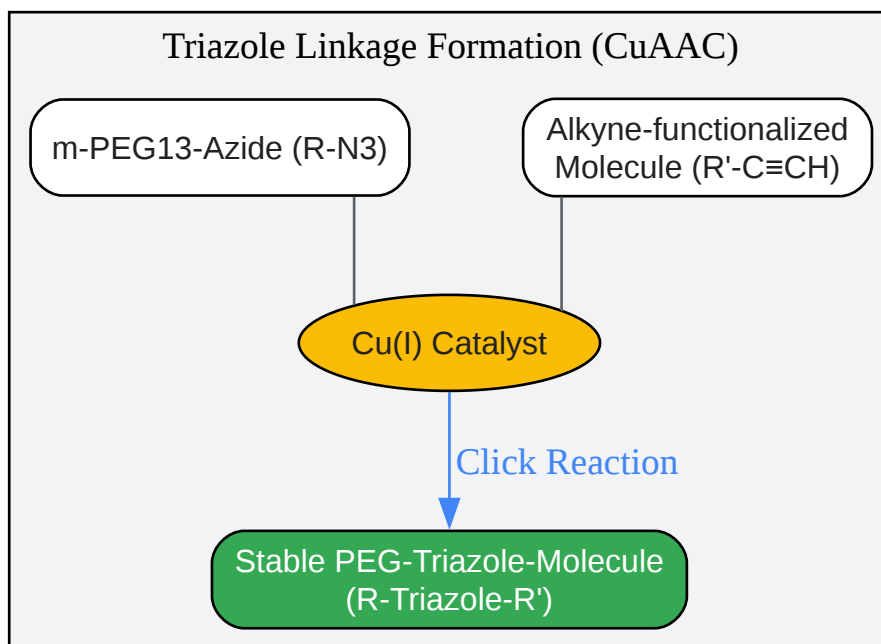 Triazole Linkage Formation (CuAAC)
m-PEG13-Azide (R-N3)
Alkyne-functionalized
Molecule (R'-C≡CH)
Cu(I) Catalyst
Click Reaction
Stable PEG-Triazole-Molecule
(R-Triazole-R')